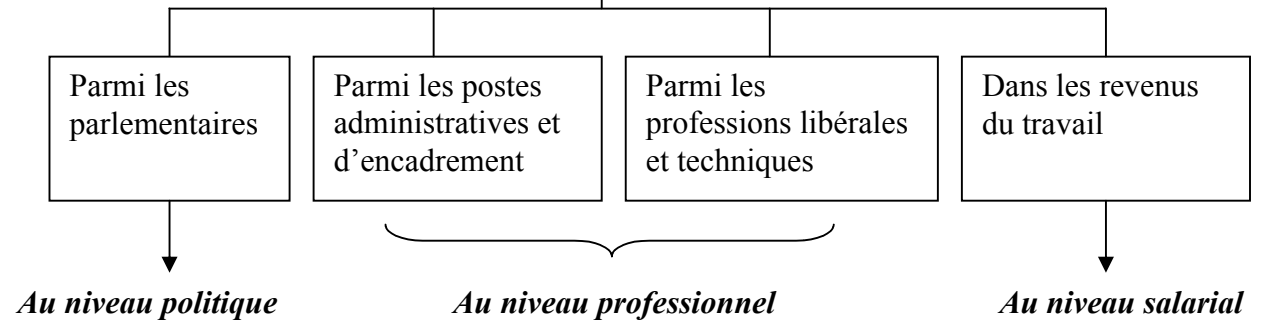 Parmi les
parlementaires
Parmi les postes
administratives et
d’encadrement
Parmi les
professions libérales
et techniques
Dans les revenus
du travail
Au niveau politique
Au niveau professionnel
Au niveau salarial